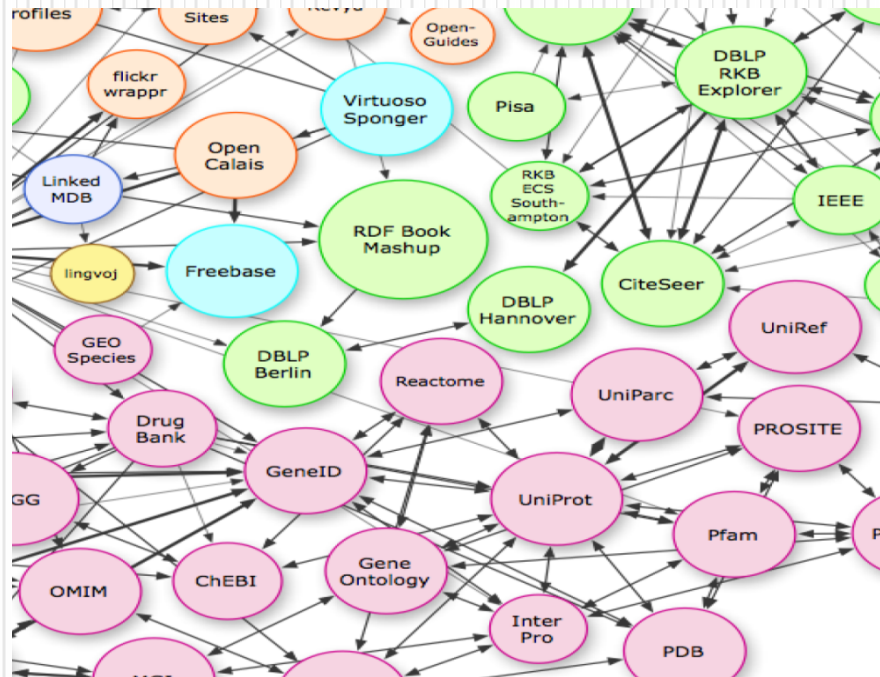 rofiles
Sites
Revyu
Open-
Guides
flickr
wrappr
Virtuoso
Sponger
Pisa
DBLP
RKB
Explorer
Open
Calais
Linked
MDB
RKB
ECS
South-
ampton
IEEE
RDF Book
Mashup
lingvoj
Freebase
CiteSeer
DBLP
Hannover
UniRef
GEO
Species
DBLP
Berlin
Reactome
UniParc
Drug
Bank
PROSITE
GeneID
GG
UniProt
Pfam
P
Gene
Ontology
ChEBI
OMIM
Inter
Pro
PDB